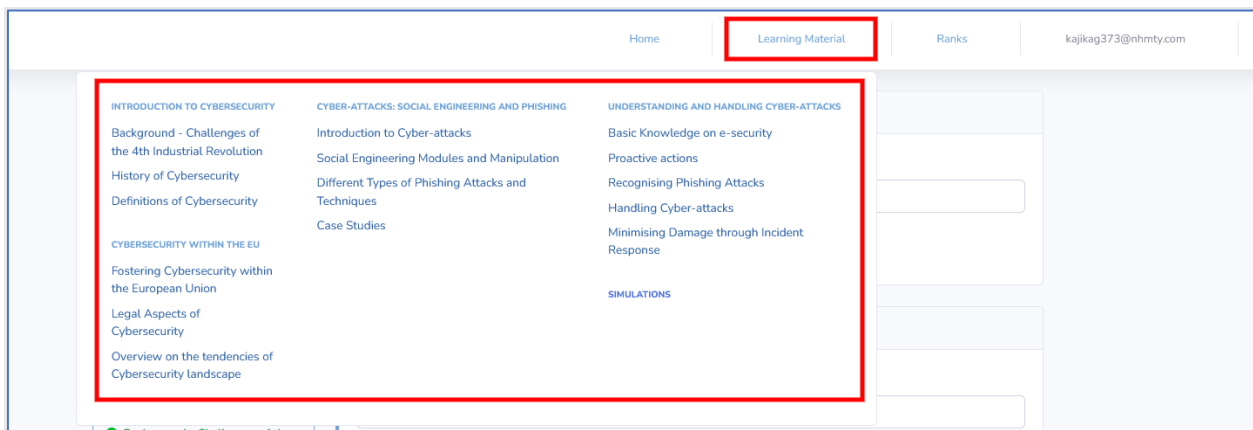 Home
Learning Material
Ranks
kajikag373@nhmty.com
INTRODUCTION TO CYBERSECURITY
Background - Challenges of
the 4th Industrial Revolution
History of Cybersecurity
Definitions of Cybersecurity
CYBERSECURITY WITHIN THE EU
Fostering Cybersecurity within
the European Union
Legal Aspects of
Cybersecurity
Overview on the tendencies of
Cybersecurity landscape
CYBER-ATTACKS: SOCIAL ENGINEERING AND PHISHING
Introduction to Cyber-attacks
Social Engineering Modules and Manipulation
Different Types of Phishing Attacks and
Techniques
Case Studies
UNDERSTANDING AND HANDLING CYBER-ATTACKS
Basic Knowledge on e-security
Proactive actions
Recognising Phishing Attacks
Handling Cyber-attacks
Minimising Damage through Incident
Response
SIMULATIONS